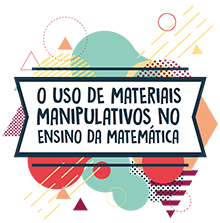 O USO DE MATERIAIS
MANIPULATIVOS NO
ENSINO DA MATEMÁTICA